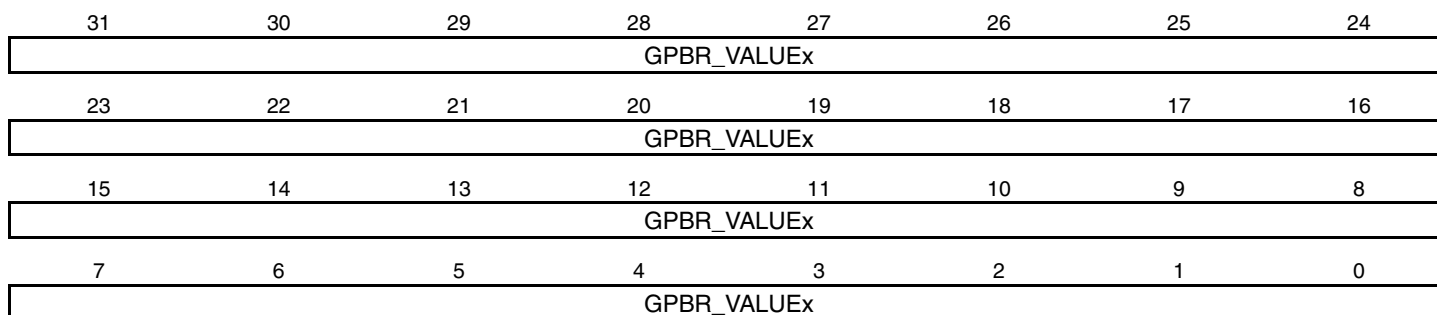 31 30 29 28 27 26 25 24
GPBR_VALUEx
23 22 21 20 19 18 17 16
GPBR_VALUEx
15 14 13 12 11 10 9 8
GPBR_VALUEx
7 6 5 4 3 2 1 0
GPBR_VALUEx